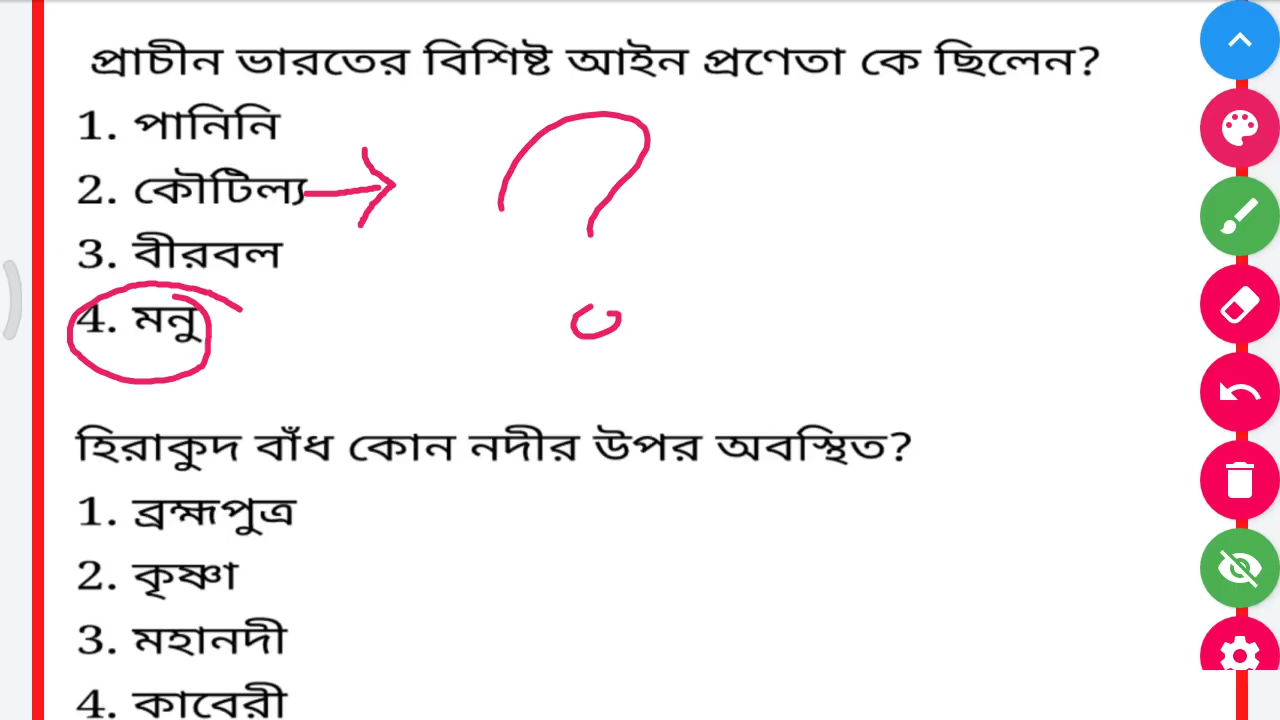 প্রাচীন ভারতের বিশিষ্ট আইন প্রণেতা কে ছিলেন?
1. পানিনি
2. কৌটিল্য
3. বীরবল
4. মনু
হিরাকুদ বাঁধ কোন নদীর উপর অবস্থিত?
1. ব্রহ্মপুত্র
2. কৃষ্ণা
3. মহানদী
4. কাবেরী